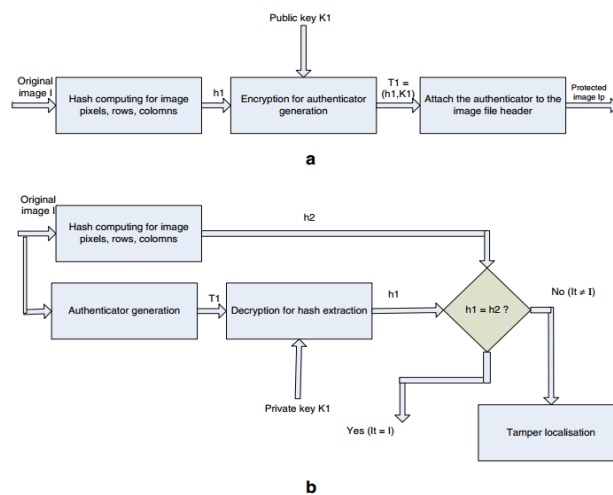 Public key K1
Original
image I
Hash computing for image
pixels, rows, colomns
h1
Encryption for authenticator
generation
T1 =
(h1,K1)
Attach the authenticator to the
image file header
Protected
image Ip
a
Original
image I
Hash computing for image
pixels, rows, colomns
h2
Authenticator generation
T1
Decryption for hash extraction
h1
h1 = h2 ?
No (It ≠ I)
Private key K1
Yes (It = I)
Tamper localisation
b